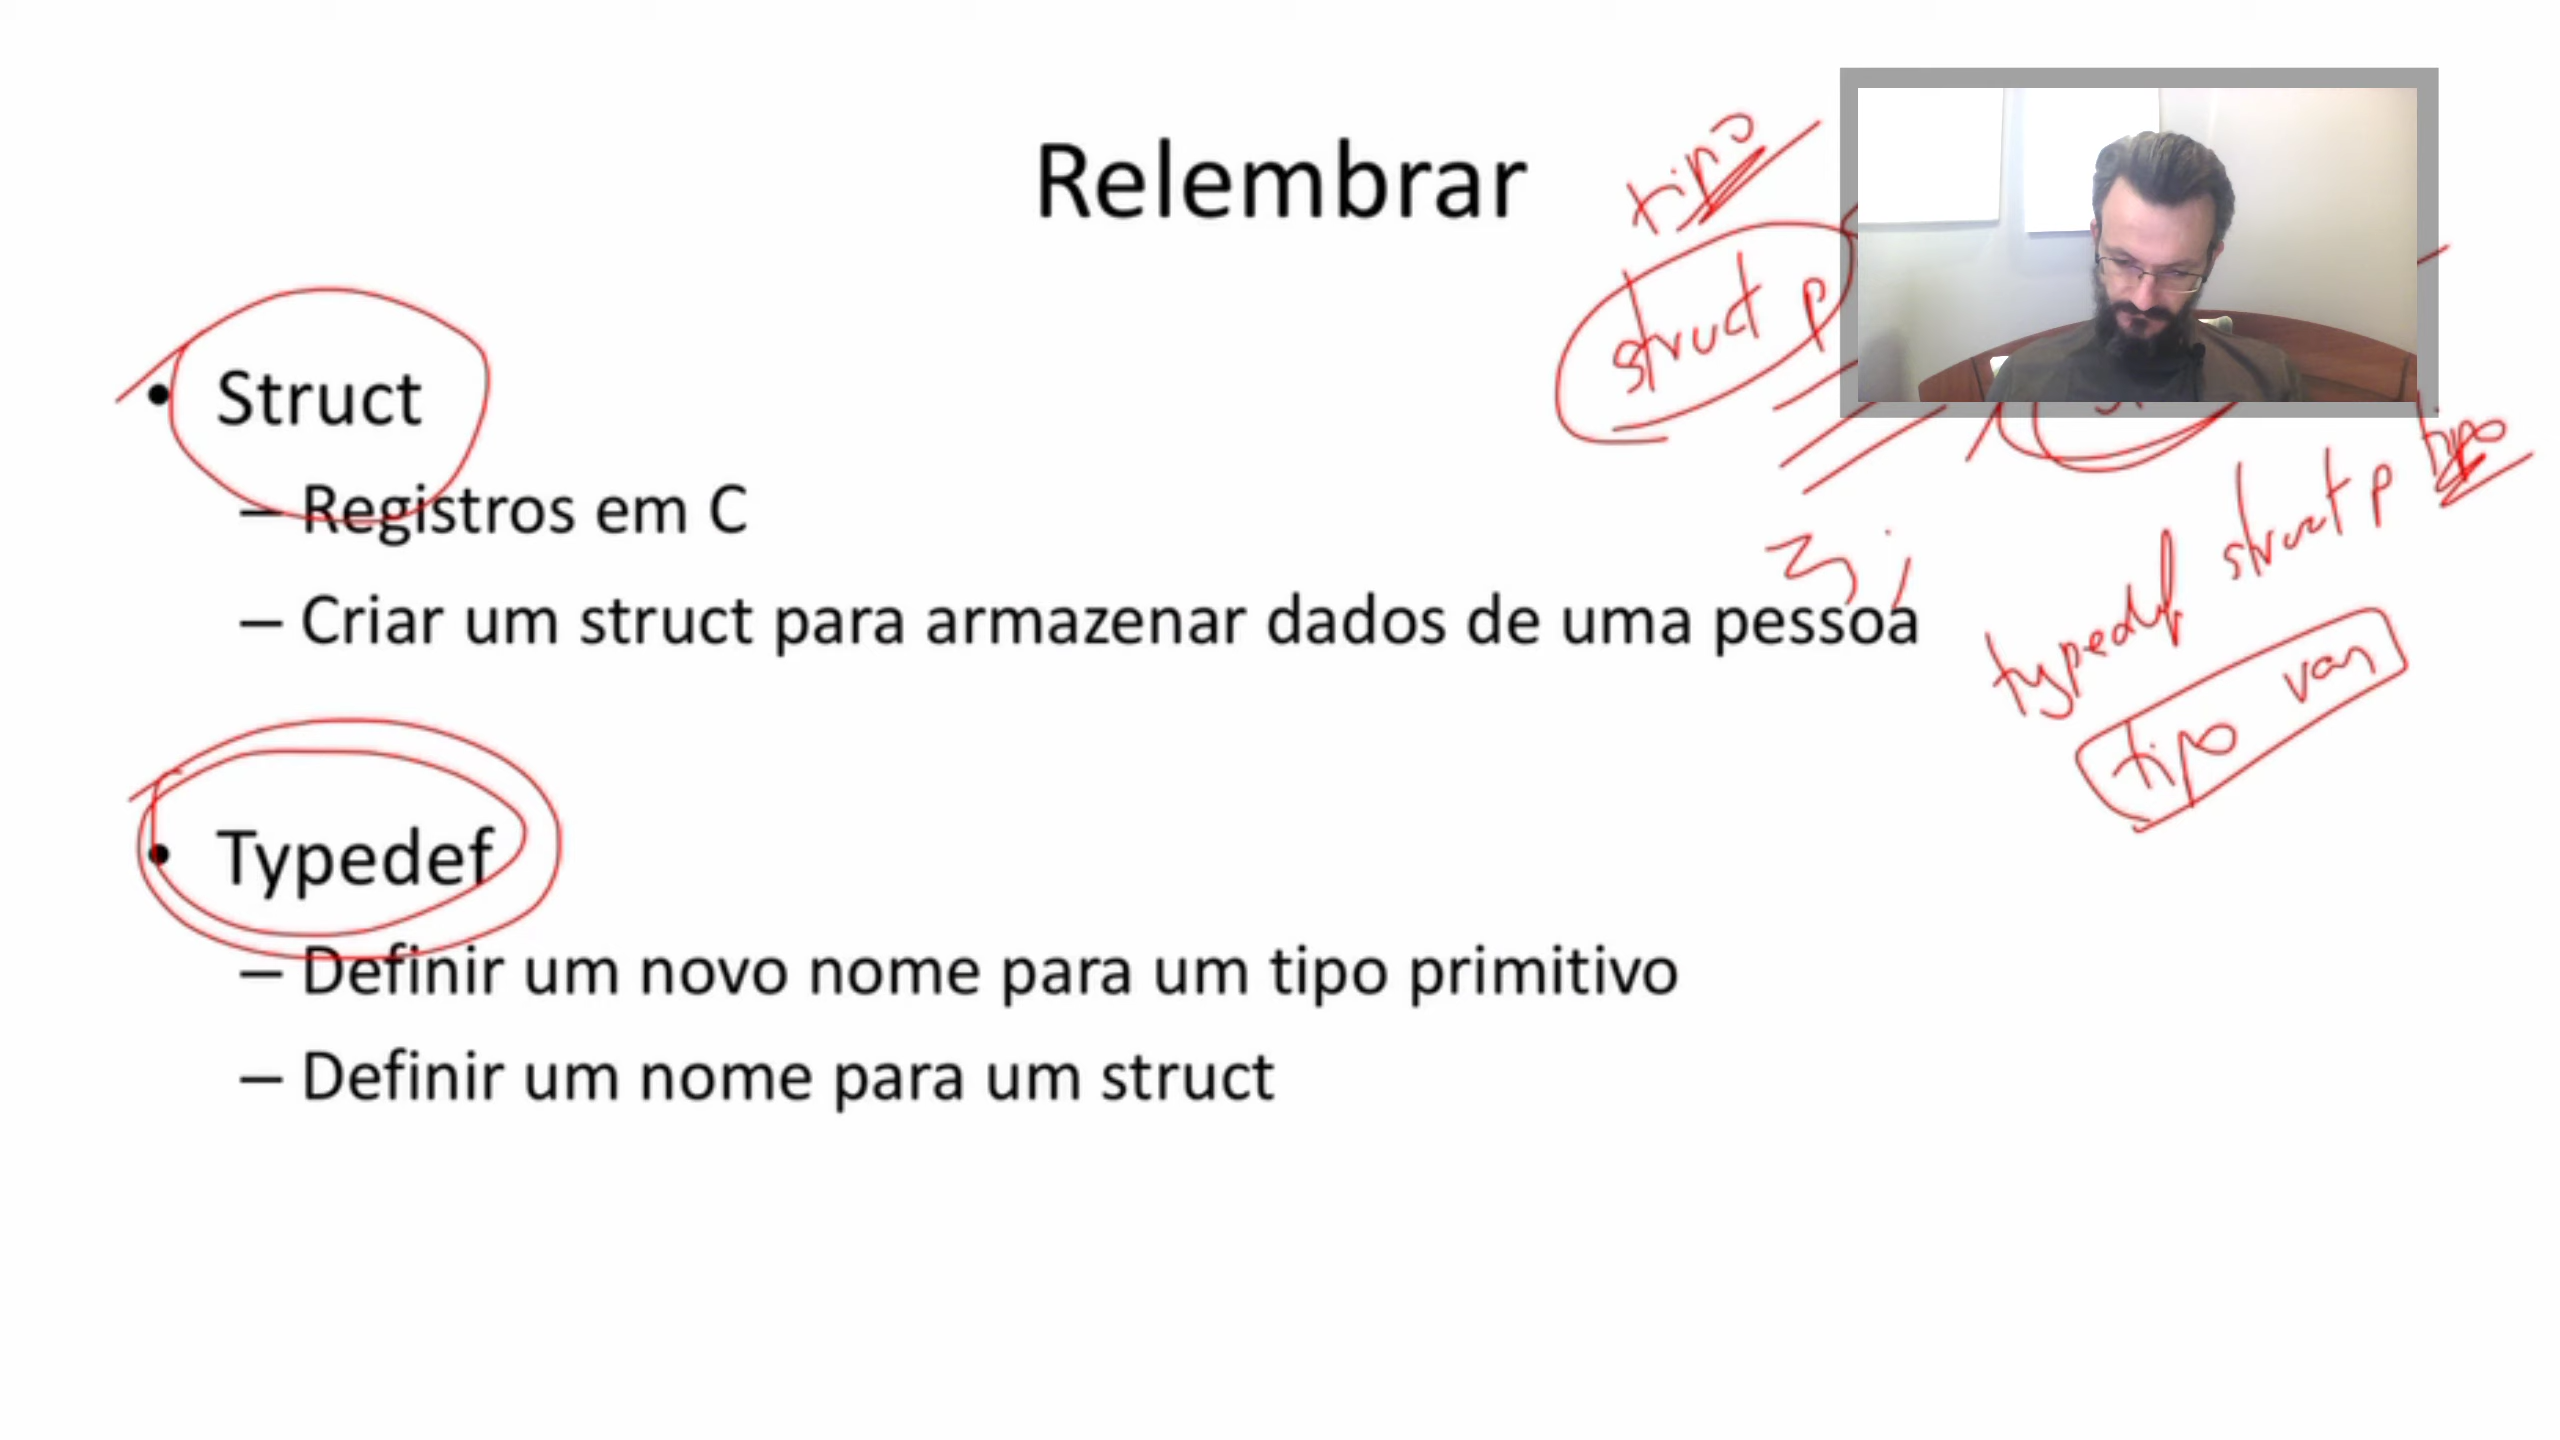 Relembrar
tipo
struct p
• Struct
– Registros em C
};
– Criar um struct para armazenar dados de uma pessoa
typedef struct p tipo
tipo var
• Typedef
– Definir um novo nome para um tipo primitivo
– Definir um nome para um struct